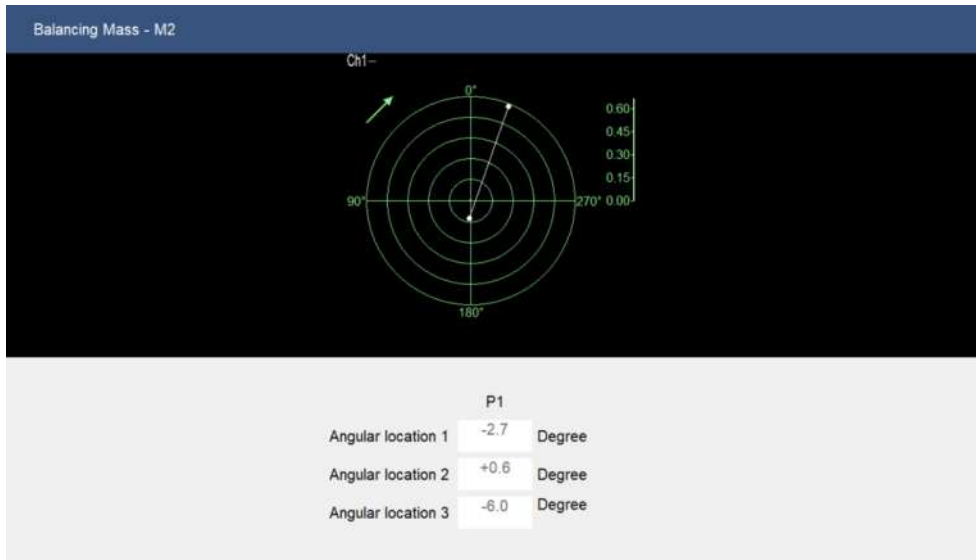 Balancing Mass - M2
Ch1-
0°
0.60
0.45
0.30
0.15
90° 270° 0.00
180°
P1
Angular location 1 -2.7 Degree
Angular location 2 +0.6 Degree
Angular location 3 -6.0 Degree